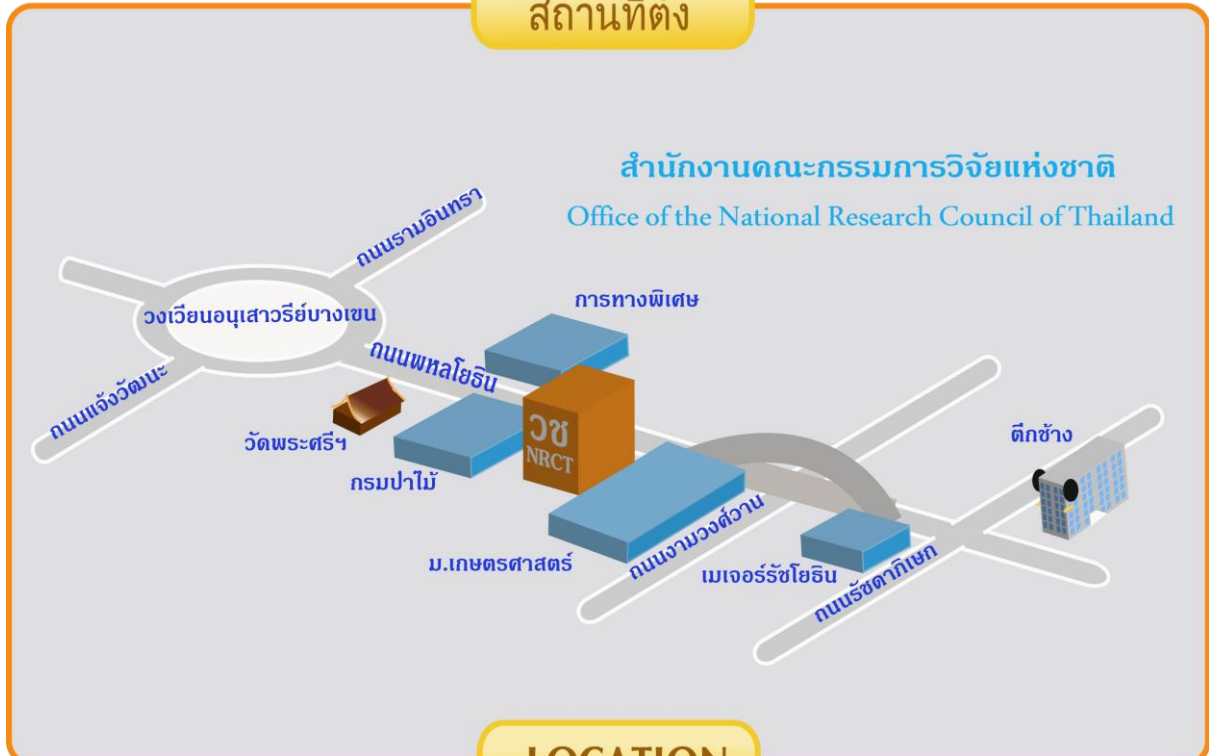 สถานที่ตั้ง
สำนักงานคณะกรรมการวิจัยแห่งชาติ
Office of the National Research Council of Thailand
ถนนรามอินทรา
การทางพิเศษ
วงเวียนอนุเสาวรีย์บางเขน
ถนนพหลโยธิน
ถนนแจ้งวัฒนะ
วัดพระศรีฯ
วช
NRCT
ตึกช้าง
กรมป่าไม้
ม.เกษตรศาสตร์
ถนนงามวงศ์วาน
เมเจอร์รัชโยธิน
ถนนรัชดาภิเษก
LOCATION